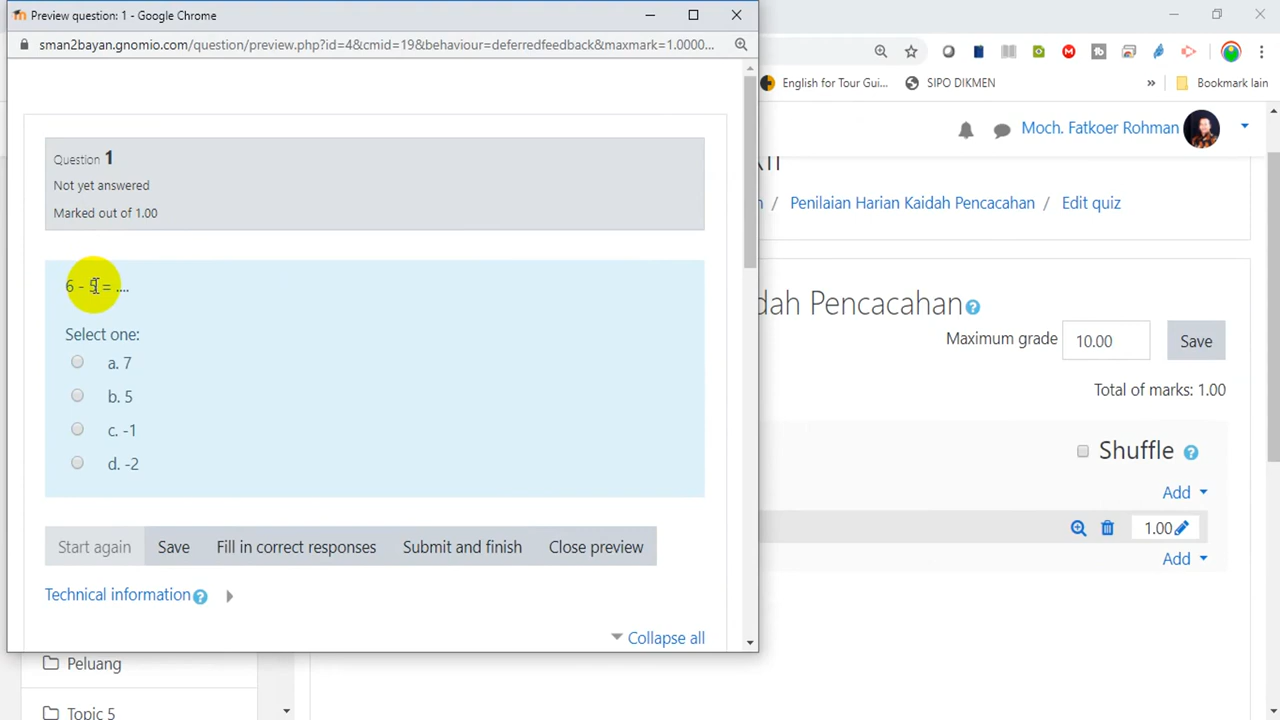 Preview question: 1 - Google Chrome
sman2bayan.gnomio.com/question/preview.php?id=4&cmid=19&behaviour=deferredfeedback&maxmark=1.0000...
English for Tour Gui...
SIPO DIKMEN
»
Bookmark lain
Moch. Fatkoer Rohman
/ Penilaian Harian Kaidah Pencacahan / Edit quiz
dah Pencacahan
Maximum grade 10.00 Save
Total of marks: 1.00
Shuffle
Add
1.00
Add
Question 1
Not yet answered
Marked out of 1.00
6 - = ....
Select one:
a. 7
b. 5
c. -1
d. -2
Start again Save Fill in correct responses Submit and finish Close preview
Technical information
Collapse all
Peluang
Topic 5